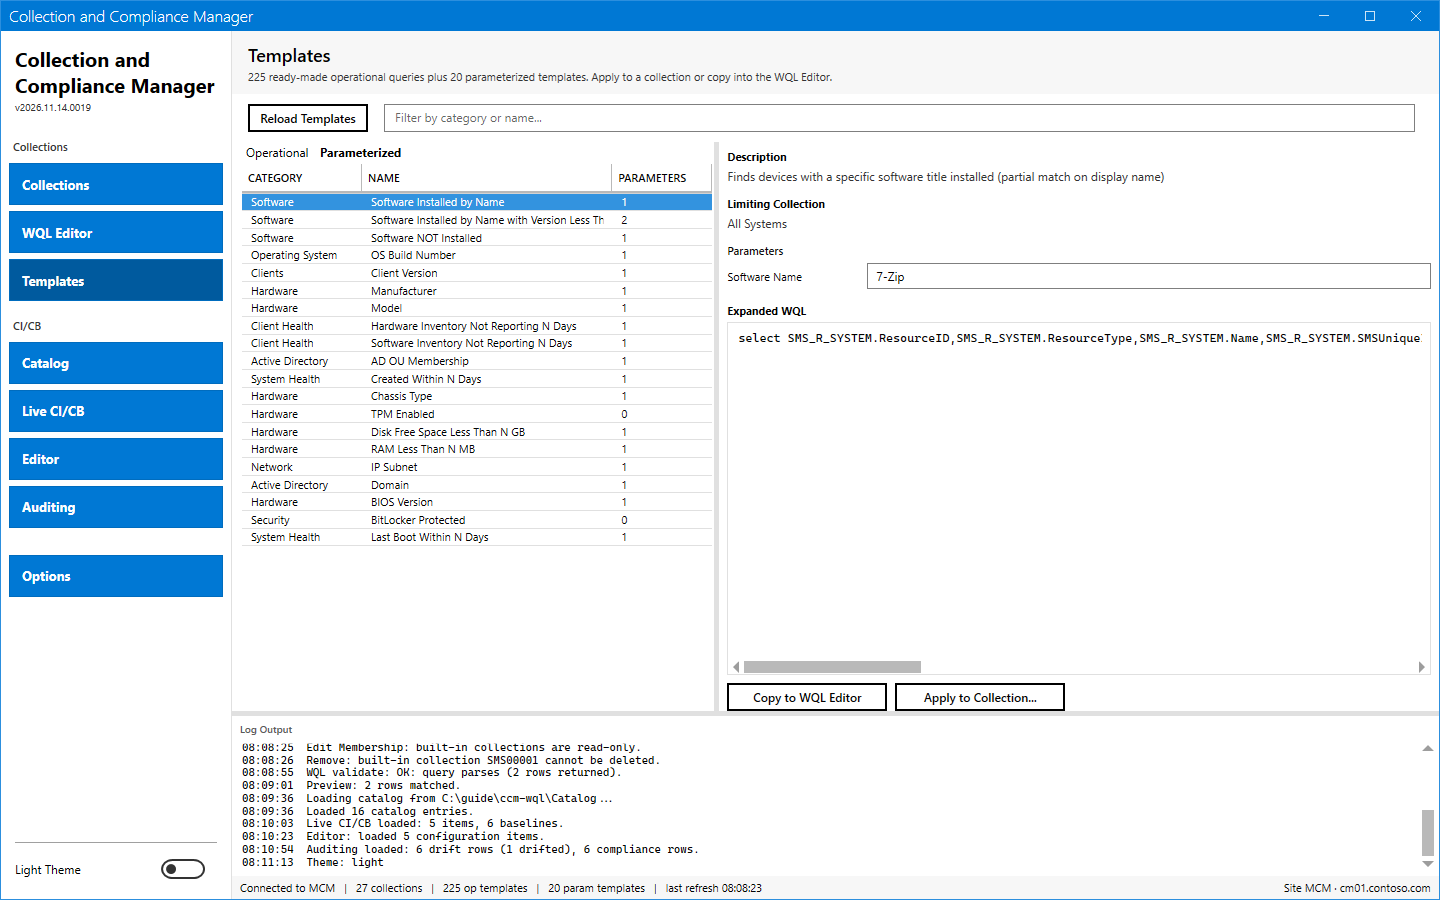 Collection and Compliance Manager
Collection and
Compliance Manager
v2026.11.14.0019
Collections
Collections
WQL Editor
Templates
CI/CB
Catalog
Live CI/CB
Editor
Auditing
Options
Light Theme
Templates
225 ready-made operational queries plus 20 parameterized templates. Apply to a collection or copy into the WQL Editor.
Reload Templates
Filter by category or name...
Operational Parameterized
CATEGORY NAME PARAMETERS
Software Software Installed by Name 1
Software Software Installed by Name with Version Less Th 2
Software Software NOT Installed 1
Operating System OS Build Number 1
Clients Client Version 1
Hardware Manufacturer 1
Hardware Model 1
Client Health Hardware Inventory Not Reporting N Days 1
Client Health Software Inventory Not Reporting N Days 1
Active Directory AD OU Membership 1
System Health Created Within N Days 1
Hardware Chassis Type 1
Hardware TPM Enabled 0
Hardware Disk Free Space Less Than N GB 1
Hardware RAM Less Than N MB 1
Network IP Subnet 1
Active Directory Domain 1
Hardware BIOS Version 1
Security BitLocker Protected 0
System Health Last Boot Within N Days 1
Description
Finds devices with a specific software title installed (partial match on display name)
Limiting Collection
All Systems
Parameters
Software Name 7-Zip
Expanded WQL
select SMS_R_SYSTEM.ResourceID,SMS_R_SYSTEM.ResourceType,SMS_R_SYSTEM.Name,SMS_R_SYSTEM.SMSUnique
Copy to WQL Editor Apply to Collection...
Log Output
08:08:25 Edit Membership: built-in collections are read-only.
08:08:26 Remove: built-in collection SMS00001 cannot be deleted.
08:08:55 WQL validate: OK: query parses (2 rows returned).
08:09:01 Preview: 2 rows matched.
08:09:36 Loading catalog from C:\guide\ccm-wql\Catalog...
08:09:36 Loaded 16 catalog entries.
08:10:03 Live CI/CB loaded: 5 items, 6 baselines.
08:10:23 Editor: loaded 5 configuration items.
08:10:54 Auditing loaded: 6 drift rows (1 drifted), 6 compliance rows.
08:11:13 Theme: light
Connected to MCM | 27 collections | 225 op templates | 20 param templates | last refresh 08:08:23
Site MCM · cm01.contoso.com